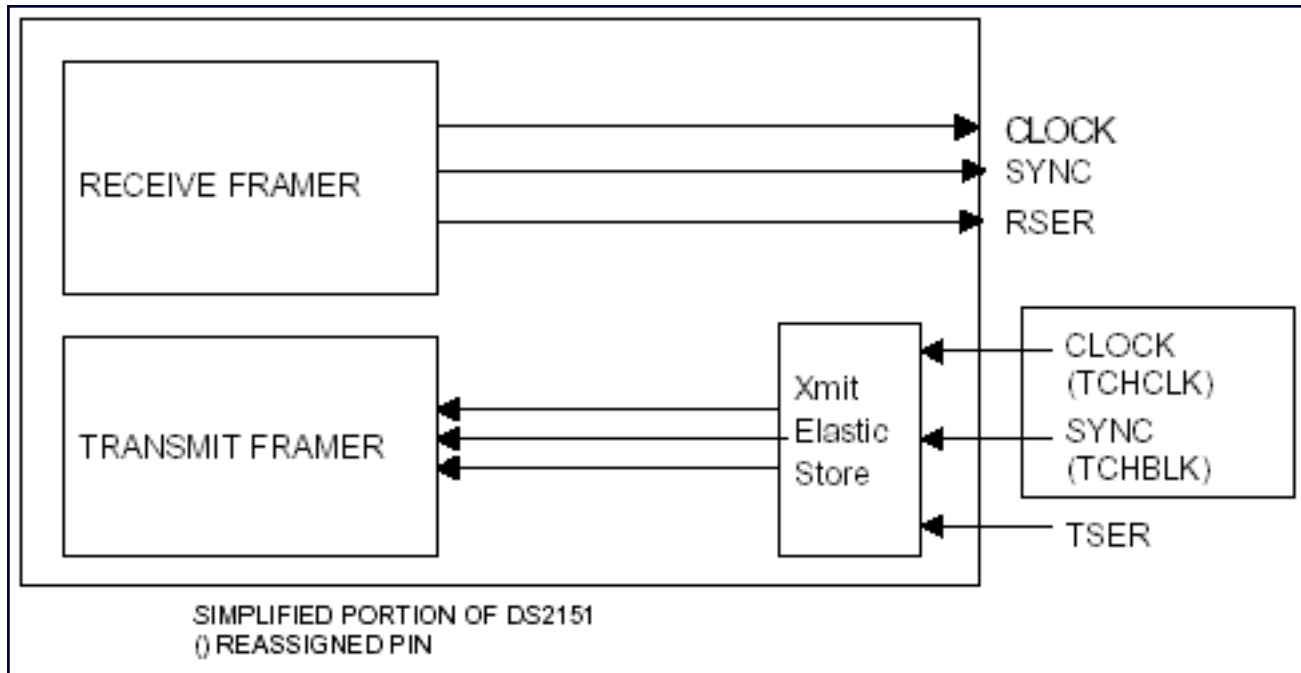 RECEIVE FRAMER
CLOCK
SYNC
RSER
TRANSMIT FRAMER
Xmit
Elastic
Store
CLOCK
(TCHCLK)
SYNC
(TCHBLK)
TSER
SIMPLIFIED PORTION OF DS2151
() REASSIGNED PIN